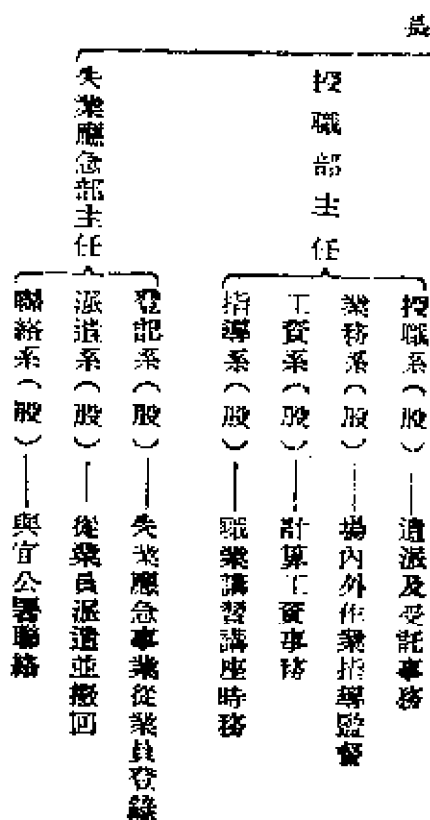 長
授職部主任
授職系（股）——遣派及受託事務
業務系（股）——場內外作業指導監督
工資系（股）——計算工資事務
指導系（股）——職業講習講座時務
失業應急部主任
登記系（股）——失業應急事業從業員登錄
派遣系（股）——從業員派遣並撤回
聯絡系（股）——與官公署聯絡